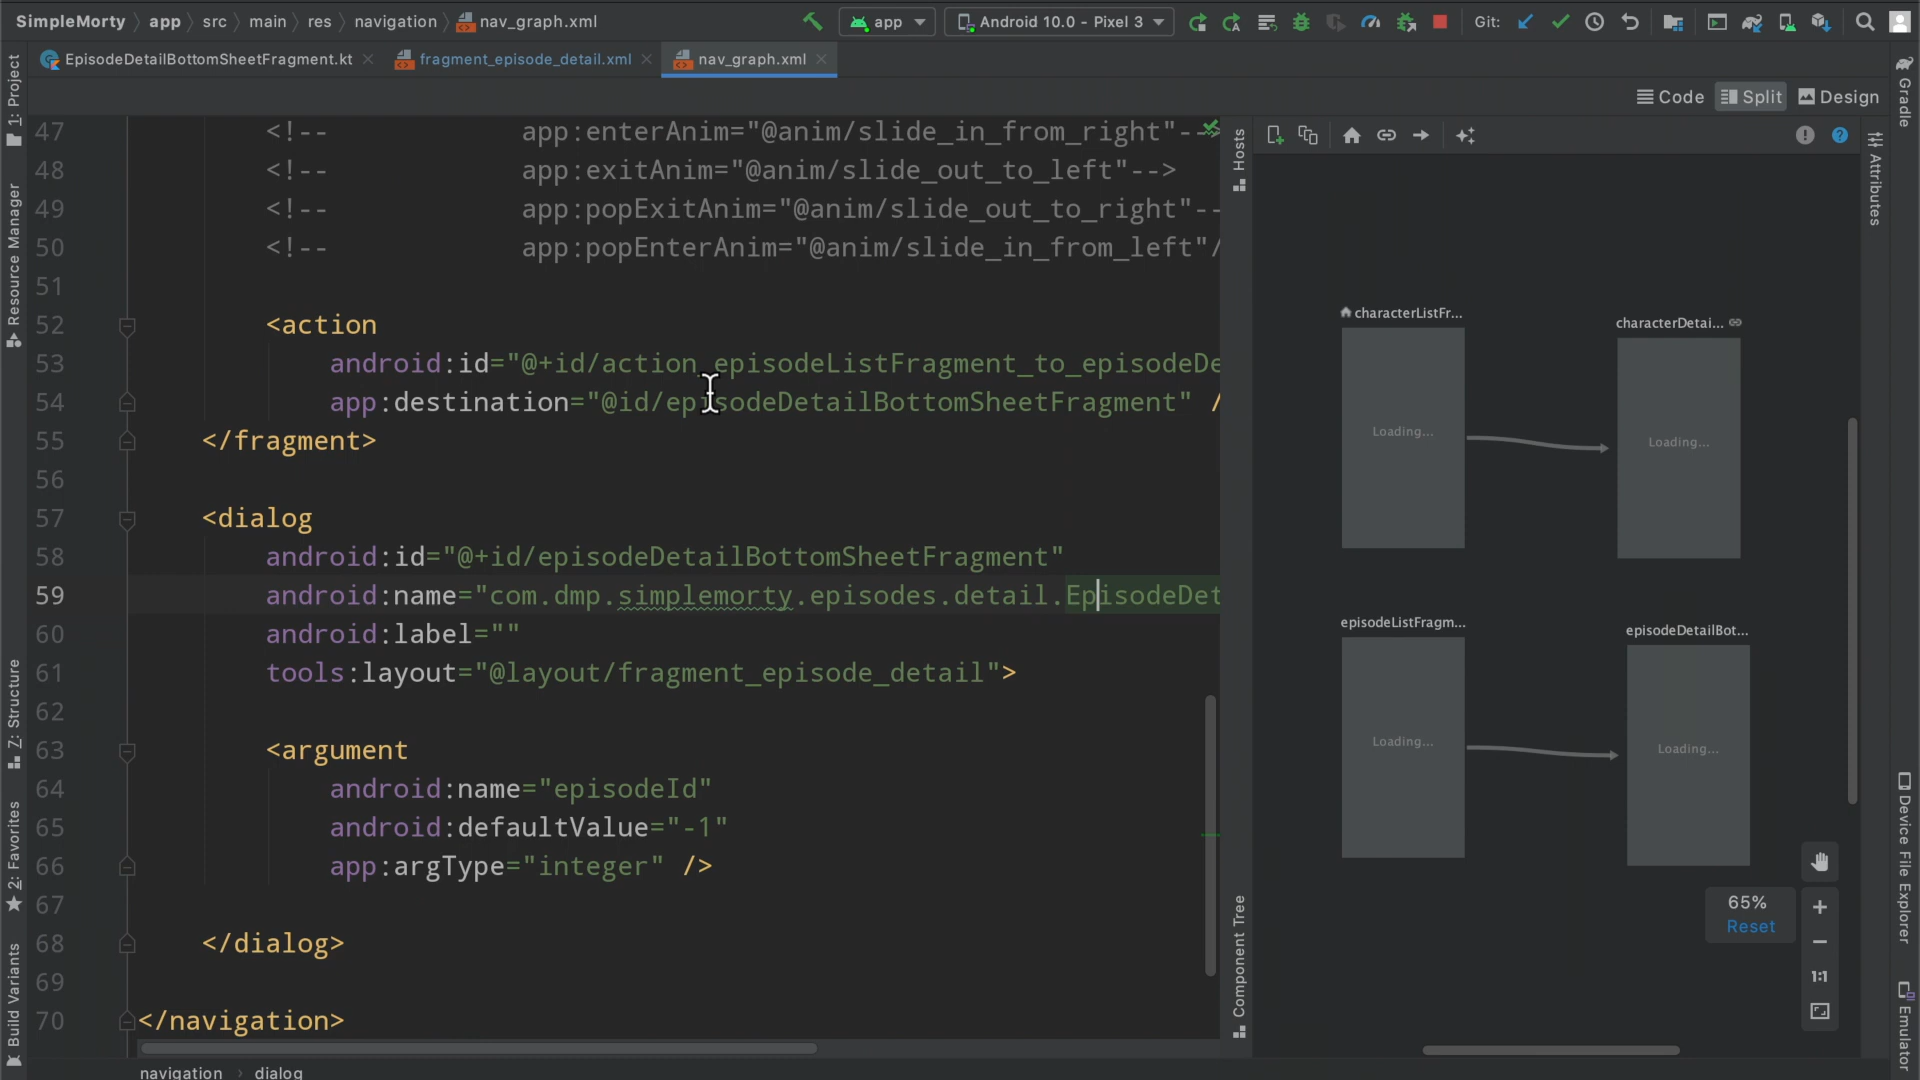 SimpleMorty app src main res navigation nav_graph.xml
app
Android 10.0 - Pixel 3
Git:
EpisodeDetailBottomSheetFragment.kt
fragment_episode_detail.xml
nav_graph.xml
Code
Split
Design
47 <!-- app:enterAnim="@anim/slide_in_from_right"-->
48 <!-- app:exitAnim="@anim/slide_out_to_left"-->
49 <!-- app:popExitAnim="@anim/slide_out_to_right"--
50 <!-- app:popEnterAnim="@anim/slide_in_from_left"/
51
52 <action
53 android:id="@+id/action_episodeListFragment_to_episodeDe
54 app:destination="@id/episodeDetailBottomSheetFragment" /
55 </fragment>
56
57 <dialog
58 android:id="@+id/episodeDetailBottomSheetFragment"
59 android:name="com.dmp.simplemorty.episodes.detail.EpisodeDet
60 android:label=""
61 tools:layout="@layout/fragment_episode_detail">
62
63 <argument
64 android:name="episodeId"
65 android:defaultValue="-1"
66 app:argType="integer" />
67
68 </dialog>
69
70 </navigation>
navigation › dialog
1: Project
Resource Manager
Z: Structure
2: Favorites
Build Variants
Hosts
Component Tree
characterListFr...
Loading...
characterDetai...
Loading...
episodeListFragm...
Loading...
episodeDetailBot...
Loading...
65%
Reset
1:1
Attributes
Gradle
Device File Explorer
Emulator